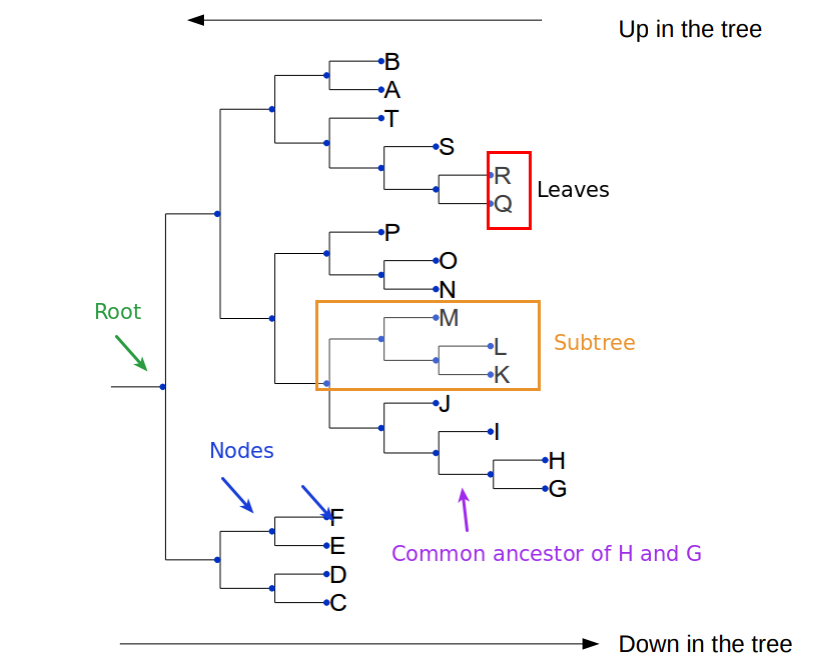 Up in the tree
B
A
T
S
R
Leaves
Q
P
O
N
Root
M
Subtree
L
K
J
I
Nodes
H
G
F
Common ancestor of H and G
E
D
C
Down in the tree